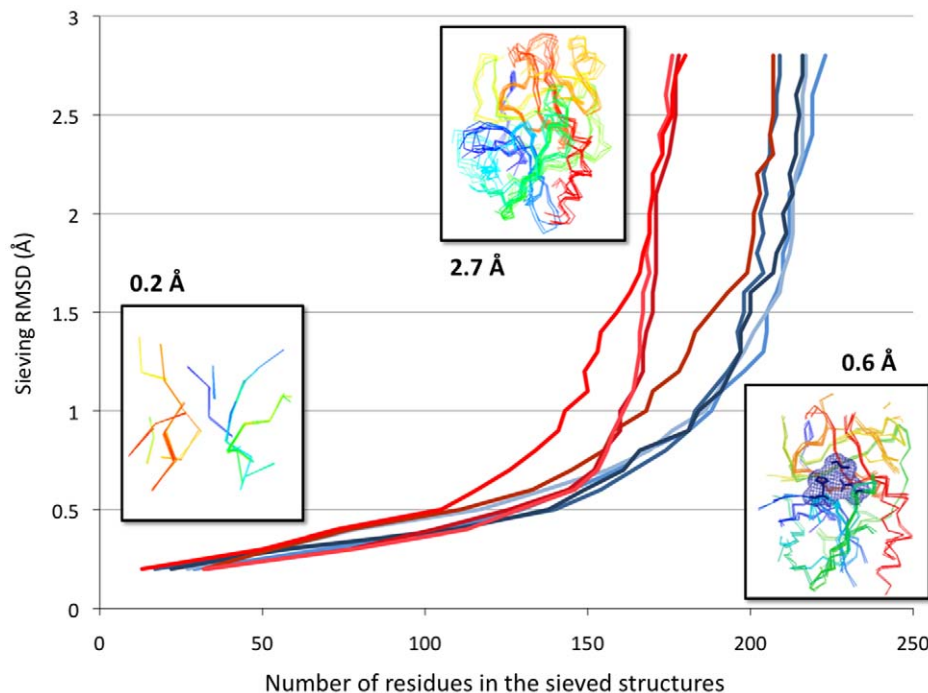 3
2.5
2
1.5
1
0.5
0
Sieving RMSD (Å)
2.7 Å
0.2 Å
0.6 Å
0
50
100
150
200
250
Number of residues in the sieved structures